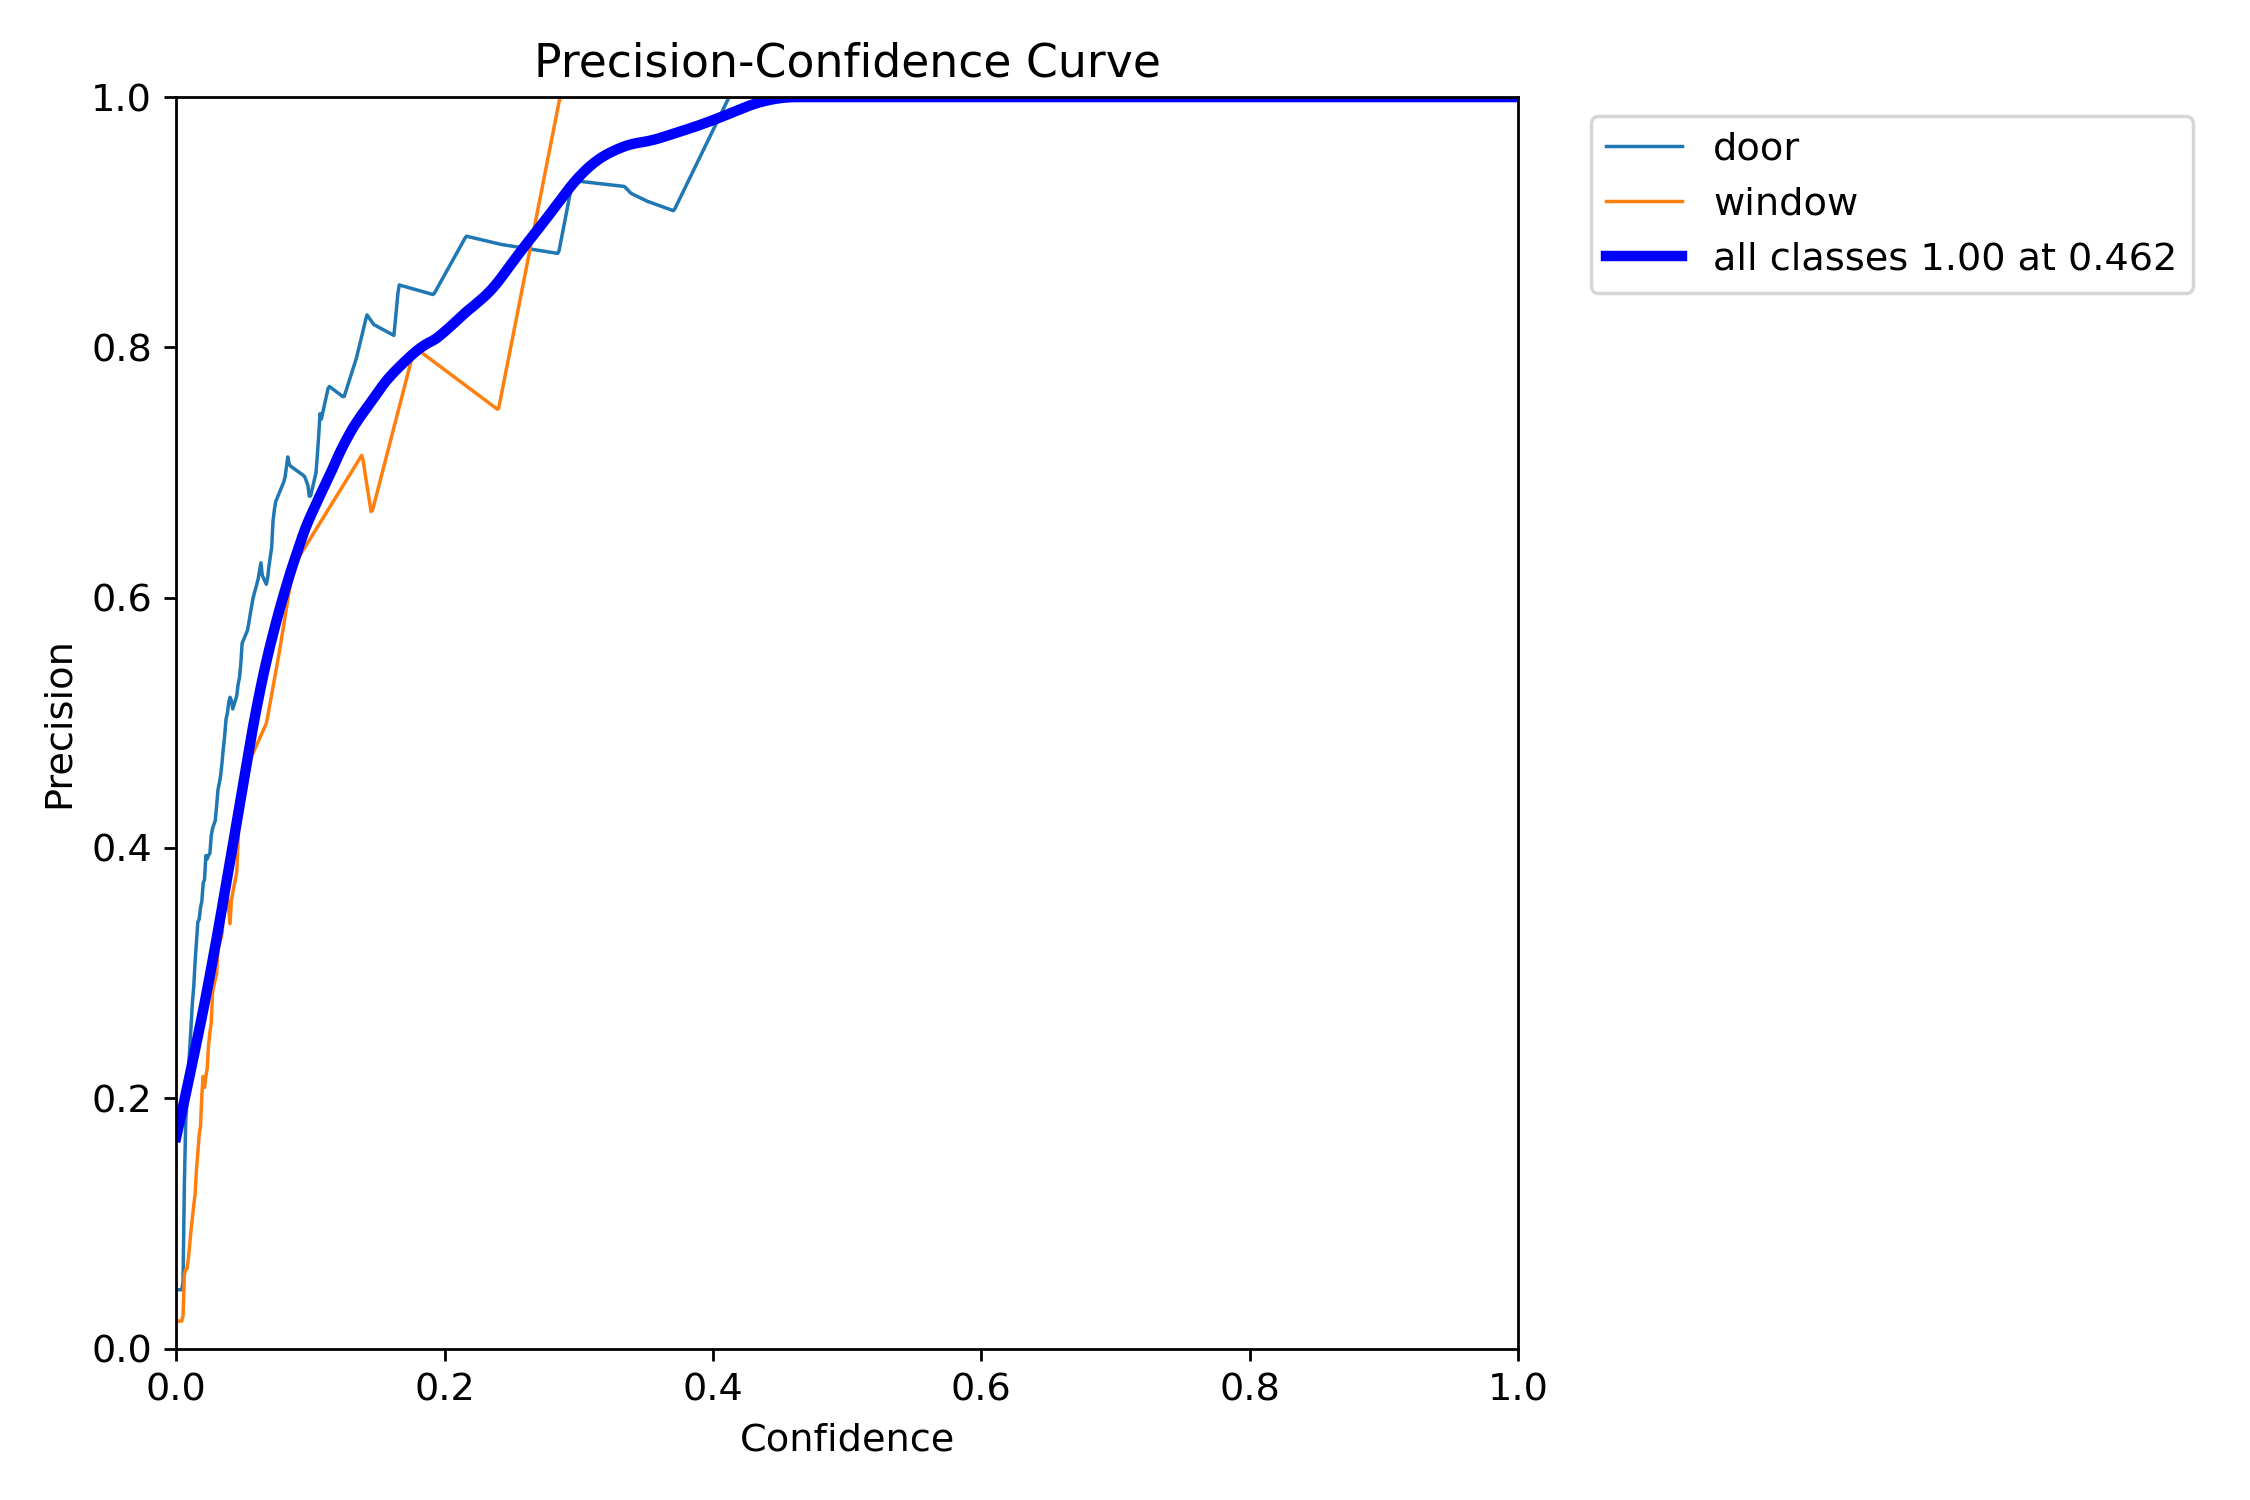 Precision-Confidence Curve
1.0
0.8
0.6
0.4
0.2
0.0
Precision
0.0 0.2 0.4 0.6 0.8 1.0
Confidence
door
window
all classes 1.00 at 0.462